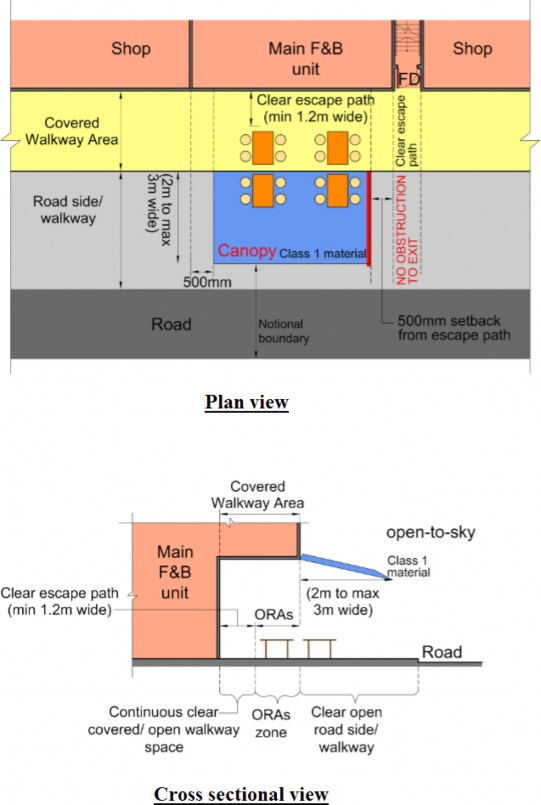 Shop
Main F&B
unit
Shop
FD
Clear escape path
(min 1.2m wide)
Covered
Walkway Area
Clear escape
path
Road side/
walkway
(2m to max
3m wide)
Canopy Class 1 material
NO OBSTRUCTION
TO EXIT
500mm
Road
Notional
boundary
500mm setback
from escape path
Plan view
Covered
Walkway Area
open-to-sky
Main
F&B
unit
Class 1
material
Clear escape path
(min 1.2m wide)
ORAs
(2m to max
3m wide)
Road
Continuous clear
covered/ open walkway
space
ORAs
zone
Clear open
road side/
walkway
Cross sectional view